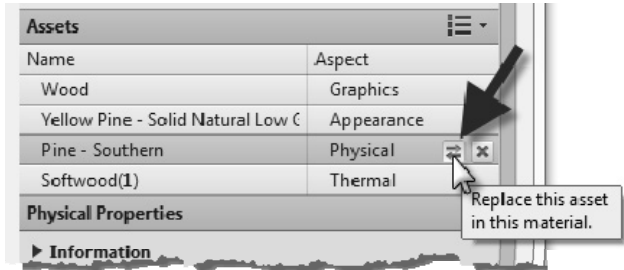 Assets
Name Aspect
Wood Graphics
Yellow Pine - Solid Natural Low G Appearance
Pine - Southern Physical
Softwood(1) Thermal
Replace this asset
in this material.
Physical Properties
Information